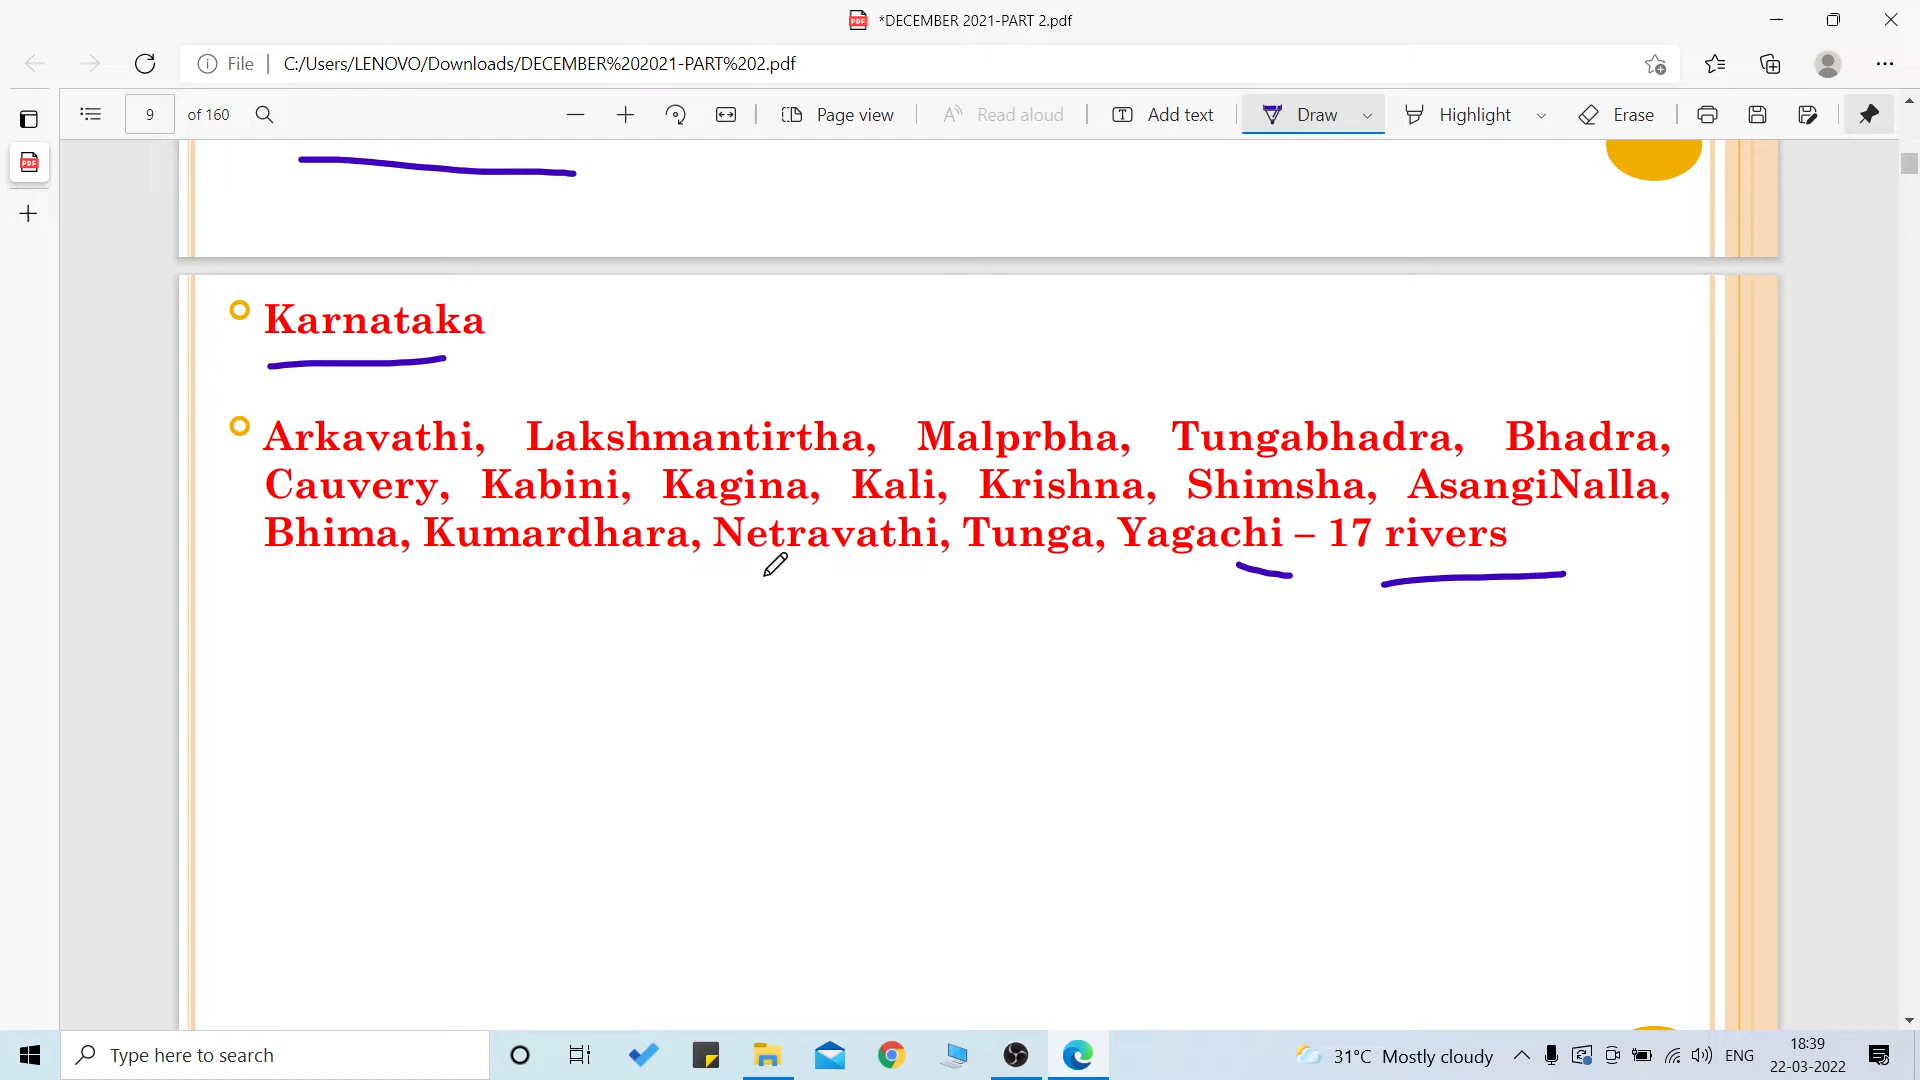 *DECEMBER 2021-PART 2.pdf
File C:/Users/LENOVO/Downloads/DECEMBER%202021-PART%202.pdf
9 of 160 Page view Read aloud Add text Draw Highlight Erase
Karnataka
Arkavathi, Lakshmantirtha, Malprbha, Tungabhadra, Bhadra,
Cauvery, Kabini, Kagina, Kali, Krishna, Shimsha, AsangiNalla,
Bhima, Kumardhara, Netravathi, Tunga, Yagachi – 17 rivers
Type here to search 31°C Mostly cloudy ENG 18:39
22-03-2022